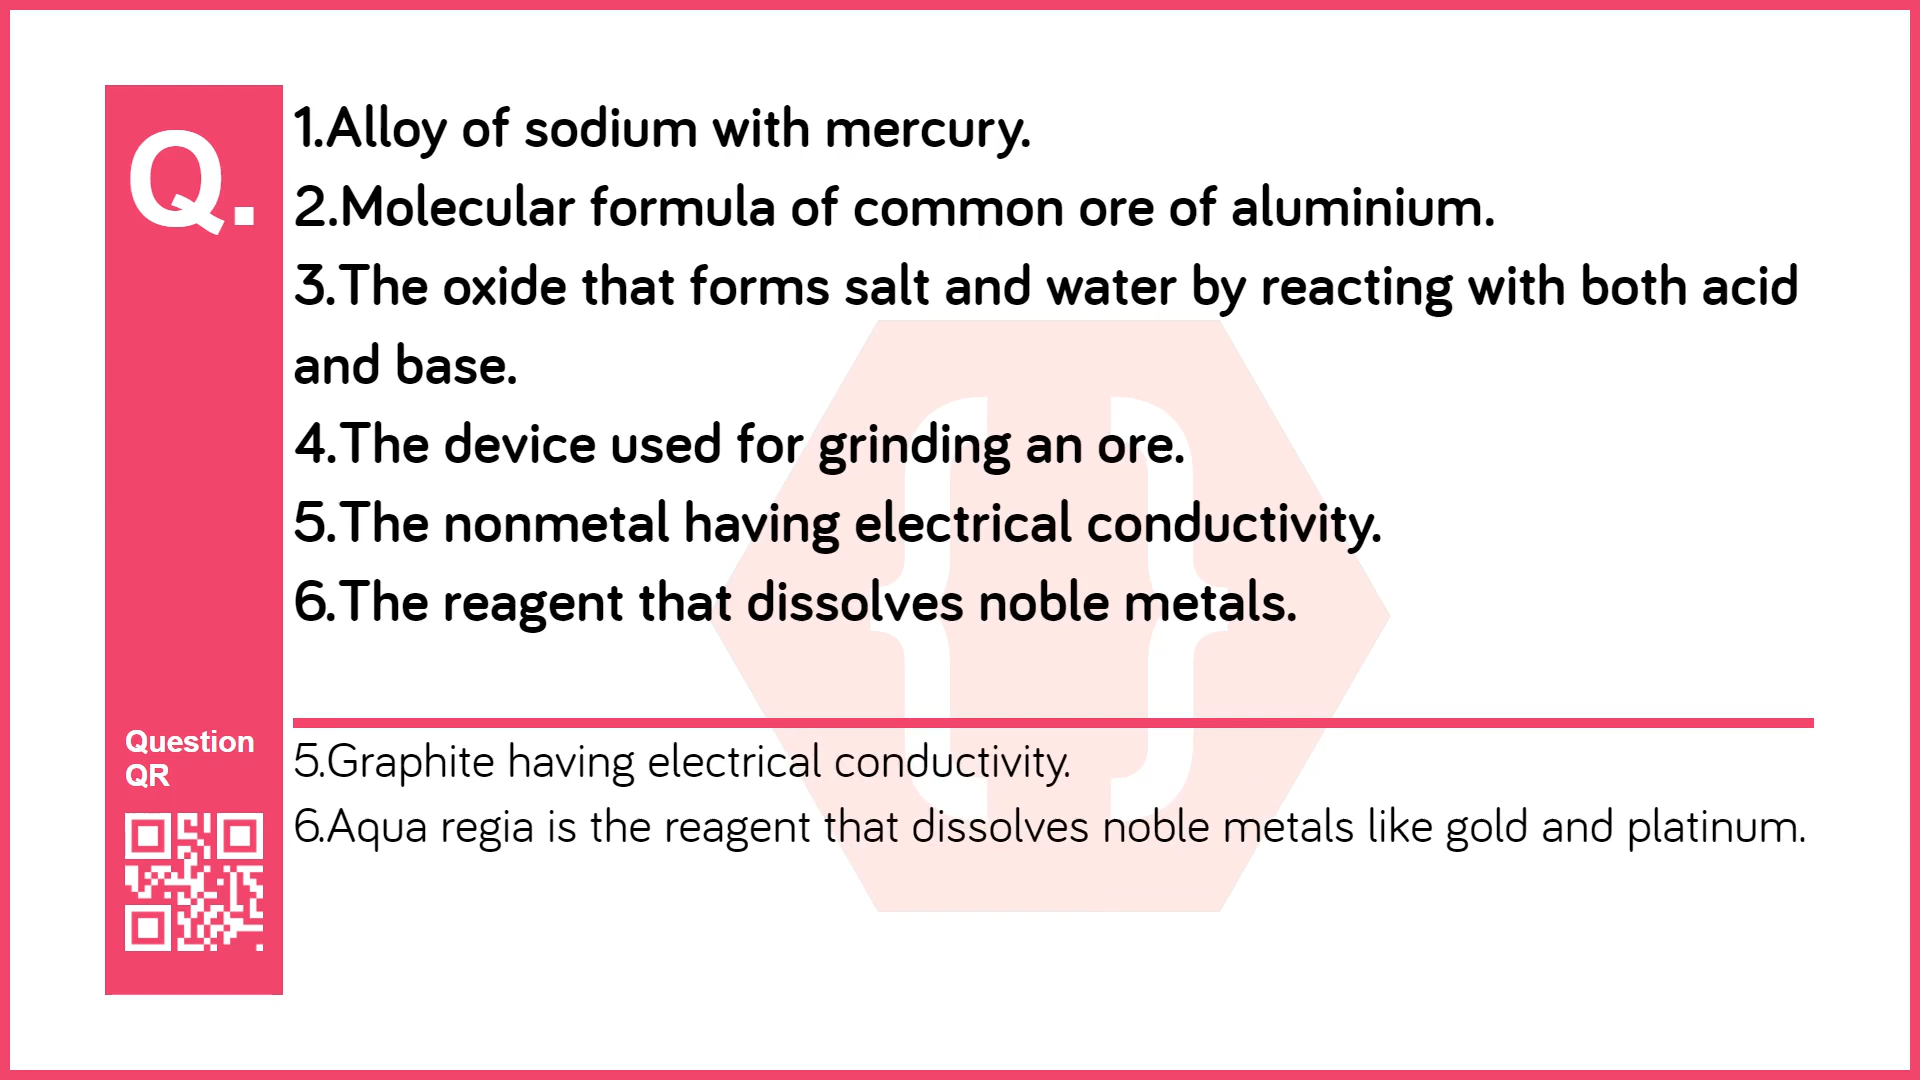 Q.
1.Alloy of sodium with mercury.
2.Molecular formula of common ore of aluminium.
3.The oxide that forms salt and water by reacting with both acid
and base.
4.The device used for grinding an ore.
5.The nonmetal having electrical conductivity.
6.The reagent that dissolves noble metals.
Question
QR
5.Graphite having electrical conductivity.
6.Aqua regia is the reagent that dissolves noble metals like gold and platinum.